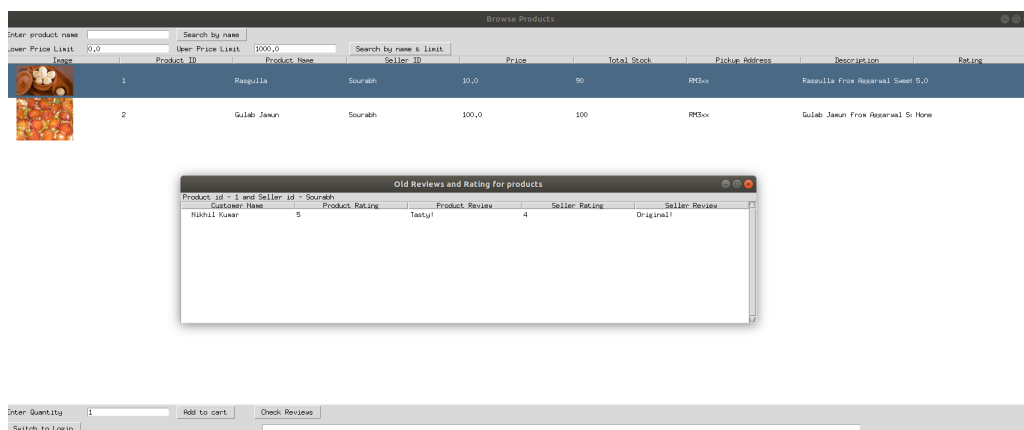 Browse Products
Enter product name Search by name
Lower Price Limit 0.0 Uper Price Limit 1000.0 Search by name & limit
Image Product ID Product Name Seller ID Price Total Stock Pickup Address Description Rating
1 Rasgulla Sourabh 10.0 90 RM3xx Rasgulla from Aggarwal Sweet 5.0
2 Gulab Jamun Sourabh 100.0 100 RM3xx Gulab Jamun from Aggarwal None
Old Reviews and Rating for products
Product id - 1 and Seller id - Sourabh
Customer Name Product Rating Product Review Seller Rating Seller Review
Nikhil Kumar 5 Tasty! 4 Original!
Enter Quantity 1 Add to cart Check Reviews
Switch to Login